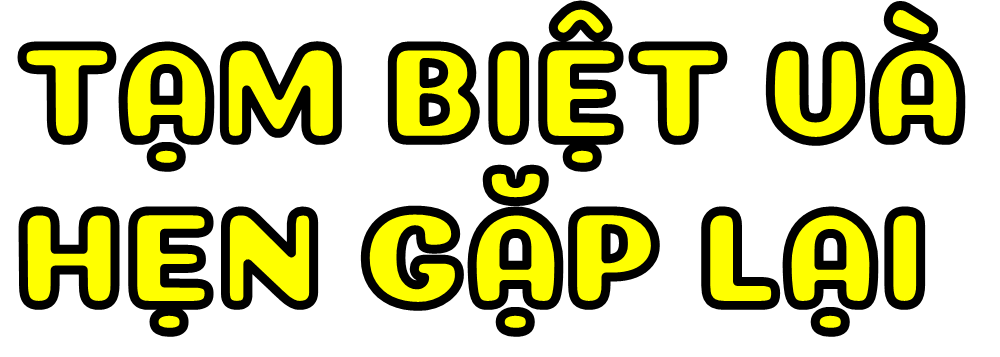 TẠM BIỆT UÀ
HẸN GẶP LẠI